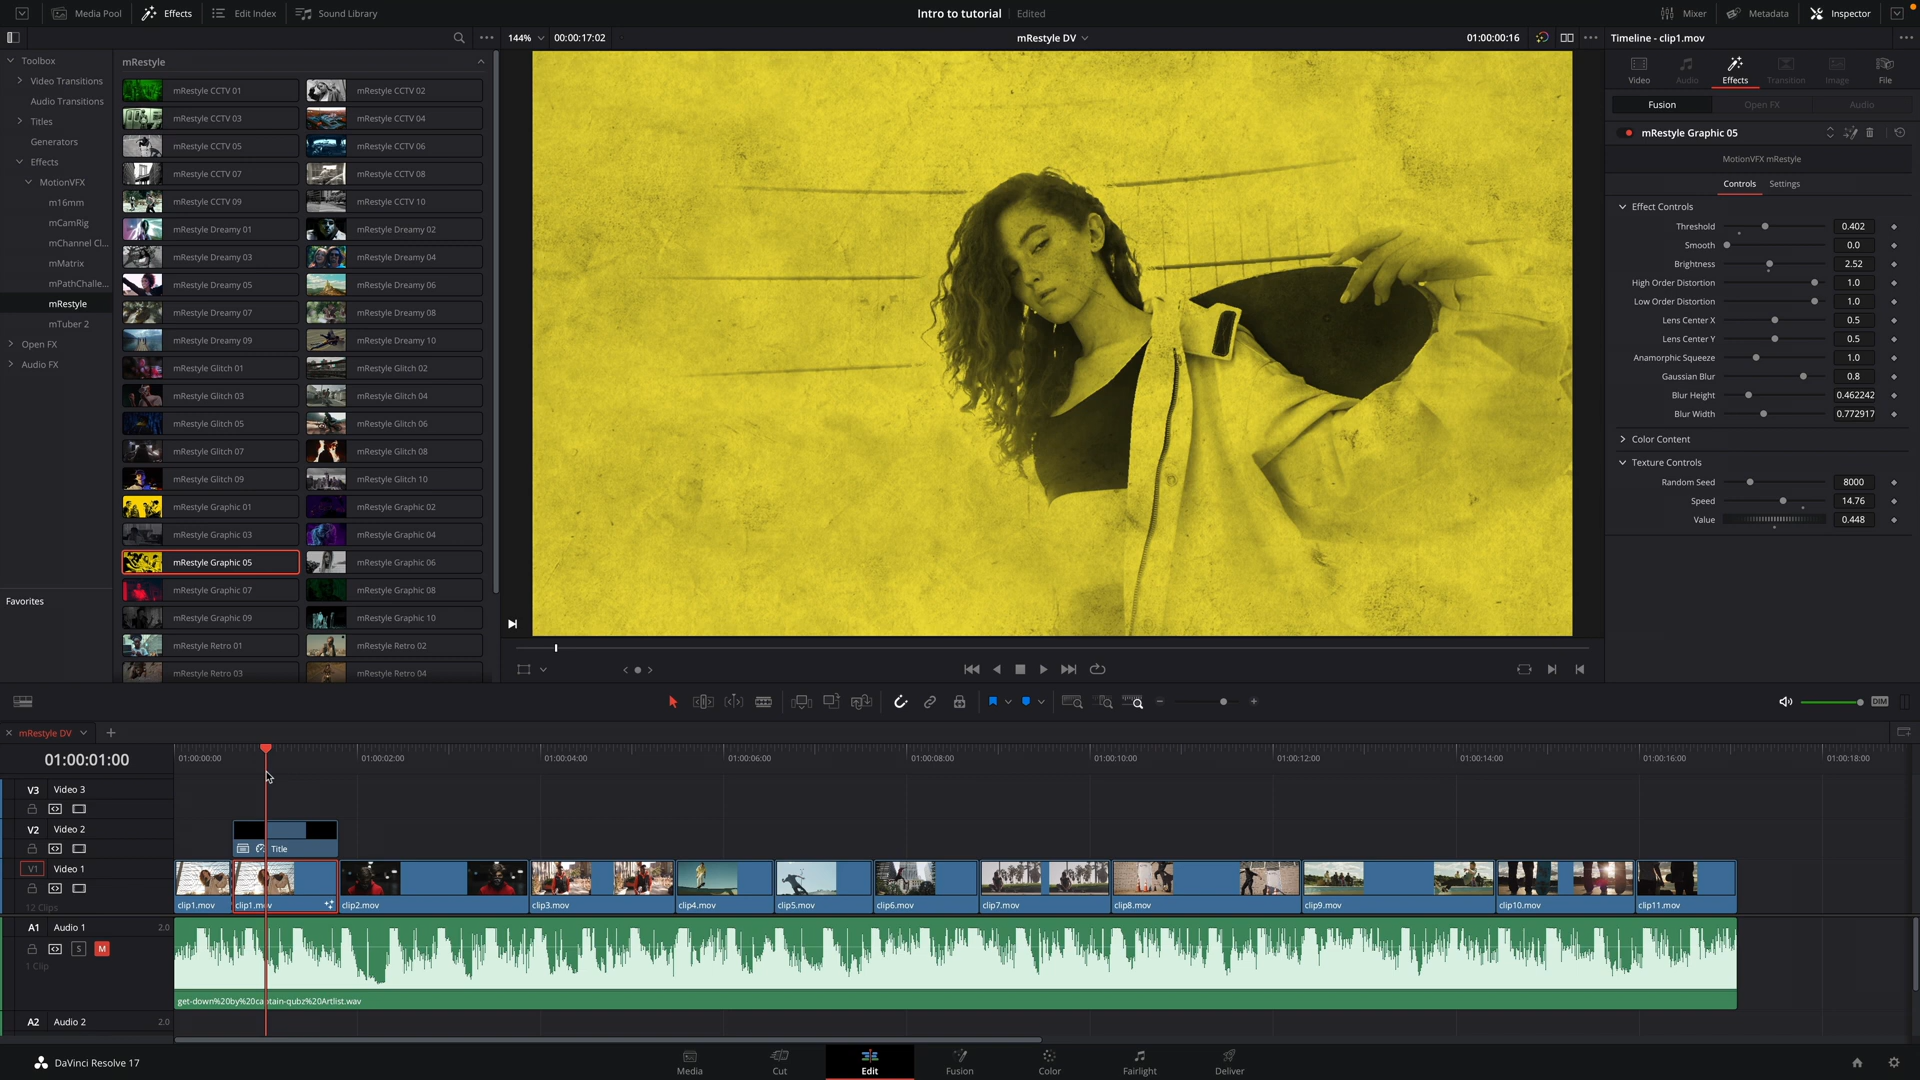 Media Pool
Effects
Edit Index
Sound Library
Intro to tutorial
Edited
Mixer
Metadata
Inspector
144%
00:00:17:02
mRestyle DV
01:00:00:16
Timeline - clip1.mov
Toolbox
Video Transitions
Audio Transitions
Titles
Generators
Effects
MotionVFX
m16mm
mCamRig
mChannel Cl...
mMatrix
mPathChalle...
mRestyle
mTuber 2
Open FX
Audio FX
Favorites
mRestyle
mRestyle CCTV 01
mRestyle CCTV 02
mRestyle CCTV 03
mRestyle CCTV 04
mRestyle CCTV 05
mRestyle CCTV 06
mRestyle CCTV 07
mRestyle CCTV 08
mRestyle CCTV 09
mRestyle CCTV 10
mRestyle Dreamy 01
mRestyle Dreamy 02
mRestyle Dreamy 03
mRestyle Dreamy 04
mRestyle Dreamy 05
mRestyle Dreamy 06
mRestyle Dreamy 07
mRestyle Dreamy 08
mRestyle Dreamy 09
mRestyle Dreamy 10
mRestyle Glitch 01
mRestyle Glitch 02
mRestyle Glitch 03
mRestyle Glitch 04
mRestyle Glitch 05
mRestyle Glitch 06
mRestyle Glitch 07
mRestyle Glitch 08
mRestyle Glitch 09
mRestyle Glitch 10
mRestyle Graphic 01
mRestyle Graphic 02
mRestyle Graphic 03
mRestyle Graphic 04
mRestyle Graphic 05
mRestyle Graphic 06
mRestyle Graphic 07
mRestyle Graphic 08
mRestyle Graphic 09
mRestyle Graphic 10
mRestyle Retro 01
mRestyle Retro 02
mRestyle Retro 03
mRestyle Retro 04
Video
Audio
Effects
Transition
Image
File
Fusion
Open FX
Audio
mRestyle Graphic 05
MotionVFX mRestyle
Controls
Settings
Effect Controls
Threshold 0.402
Smooth 0.0
Brightness 2.52
High Order Distortion 1.0
Low Order Distortion 1.0
Lens Center X 0.5
Lens Center Y 0.5
Anamorphic Squeeze 1.0
Gaussian Blur 0.8
Blur Height 0.462242
Blur Width 0.772917
Color Content
Texture Controls
Random Seed 8000
Speed 14.76
Value 0.448
DIM
mRestyle DV
01:00:01:00
01:00:00:00
01:00:02:00
01:00:04:00
01:00:06:00
01:00:08:00
01:00:10:00
01:00:12:00
01:00:14:00
01:00:16:00
01:00:18:00
V3 Video 3
V2 Video 2
Title
V1 Video 1
12 Clips
clip1.mov
clip1.mov
clip2.mov
clip3.mov
clip4.mov
clip5.mov
clip6.mov
clip7.mov
clip8.mov
clip9.mov
clip10.mov
clip11.mov
A1 Audio 1 2.0
S
M
1 Clip
get-down%20by%20captain-qubz%20Artlist.wav
A2 Audio 2 2.0
DaVinci Resolve 17
Media
Cut
Edit
Fusion
Color
Fairlight
Deliver